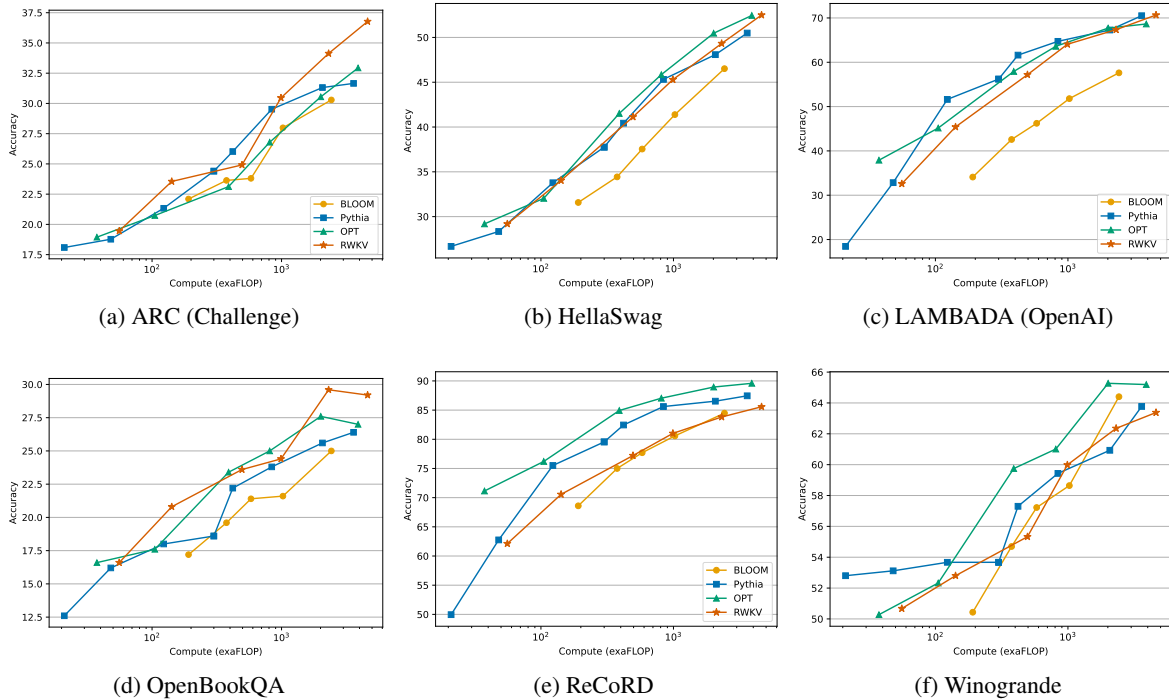 37.5
35.0
32.5
30.0
27.5
25.0
22.5
20.0
17.5
Accuracy
BLOOM
Pythia
OPT
RWKV
10²
10³
Compute (exaFLOP)
(a) ARC (Challenge)
50
45
40
35
30
Accuracy
10²
10³
Compute (exaFLOP)
(b) HellaSwag
70
60
50
40
30
20
Accuracy
BLOOM
Pythia
OPT
RWKV
10²
10³
Compute (exaFLOP)
(c) LAMBADA (OpenAI)
30.0
27.5
25.0
22.5
20.0
17.5
15.0
12.5
Accuracy
10²
10³
Compute (exaFLOP)
(d) OpenBookQA
90
85
80
75
70
65
60
55
50
Accuracy
BLOOM
Pythia
OPT
RWKV
10²
10³
Compute (exaFLOP)
(e) ReCoRD
66
64
62
60
58
56
54
52
50
Accuracy
10²
10³
Compute (exaFLOP)
(f) Winogrande